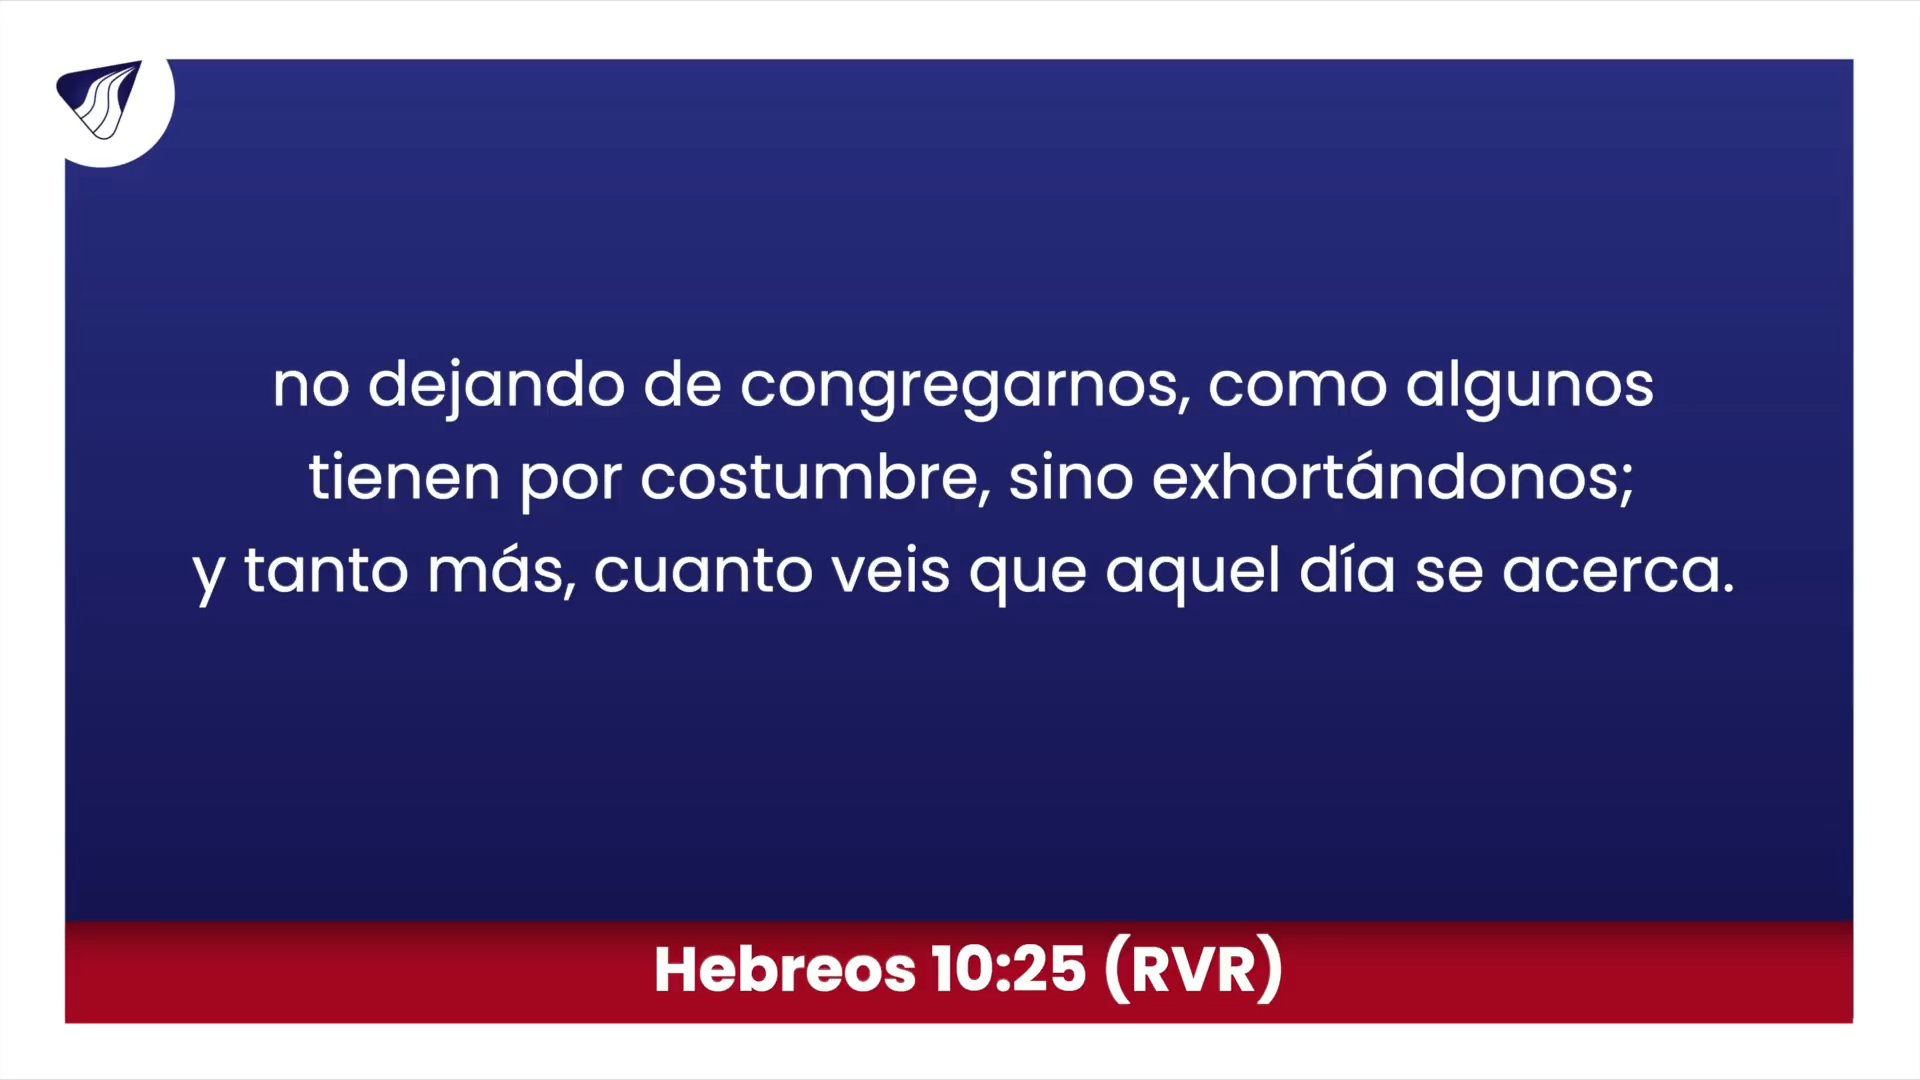 no dejando de congregarnos, como algunos
tienen por costumbre, sino exhortándonos;
y tanto más, cuanto veis que aquel día se acerca.
Hebreos 10:25 (RVR)